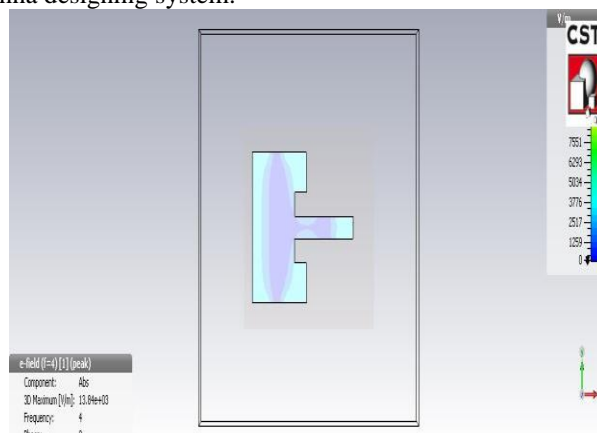 nna designing system.
V/m
CST
7551
6293
5034
3776
2517
1259
0
e-field (f=4) [1] (peak)
Component: Abs
3D Maximum [V/m]: 13.84e+03
Frequency: 4